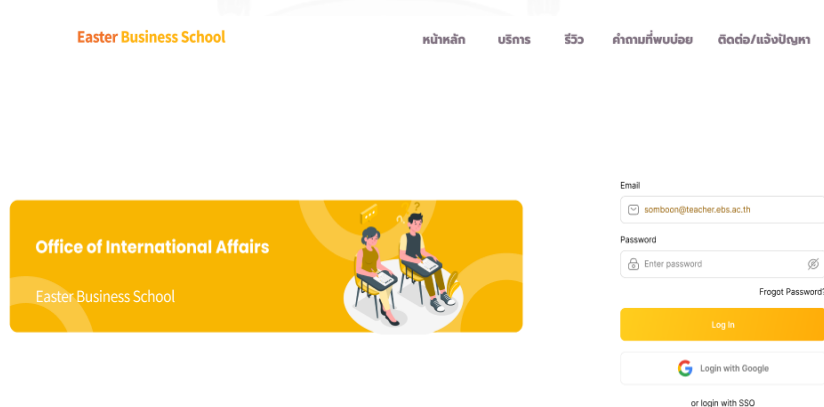 Easter Business School
หน้าหลัก บริการ รีวิว คำถามที่พบบ่อย ติดต่อ/แจ้งปัญหา
Office of International Affairs
Easter Business School
Email
somboon@teacher.ebs.ac.th
Password
Enter password
Frogot Password?
Log In
Login with Google
or login with SSO